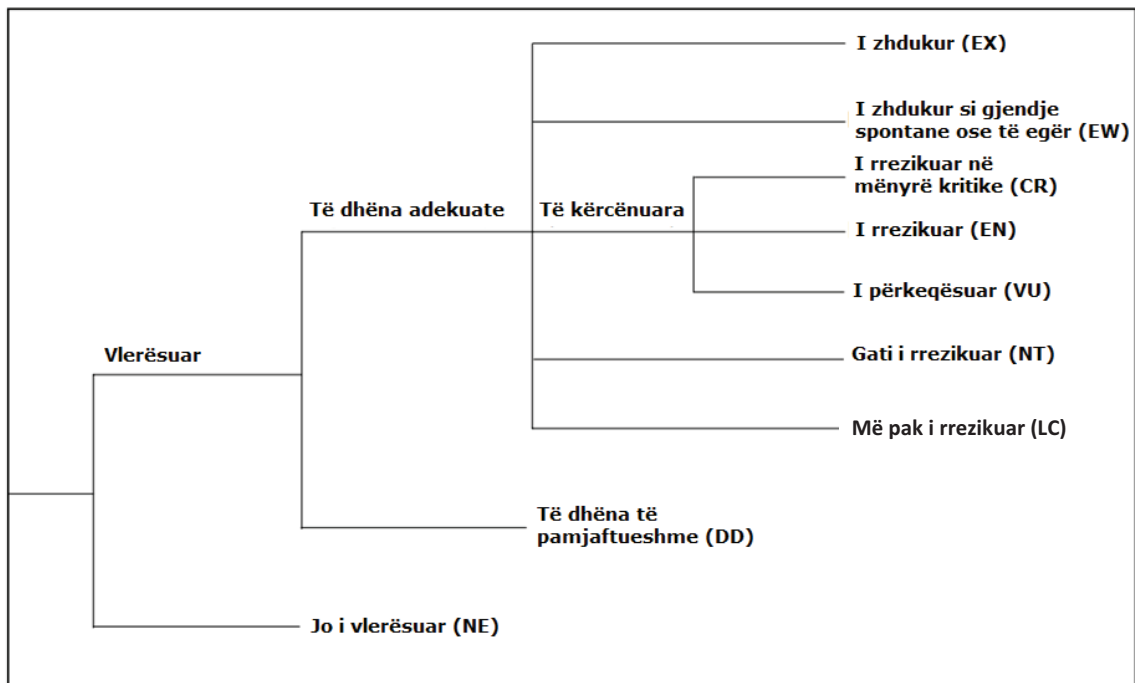 I zhdukur (EX)
I zhdukur si gjendje
spontane ose të egër (EW)
I rrezikuar në
mënyrë kritike (CR)
Të dhëna adekuate
Të kërcënuara
I rrezikuar (EN)
I përkeqësuar (VU)
Vlerësuar
Gati i rrezikuar (NT)
Më pak i rrezikuar (LC)
Të dhëna të
pamjaftueshme (DD)
Jo i vlerësuar (NE)